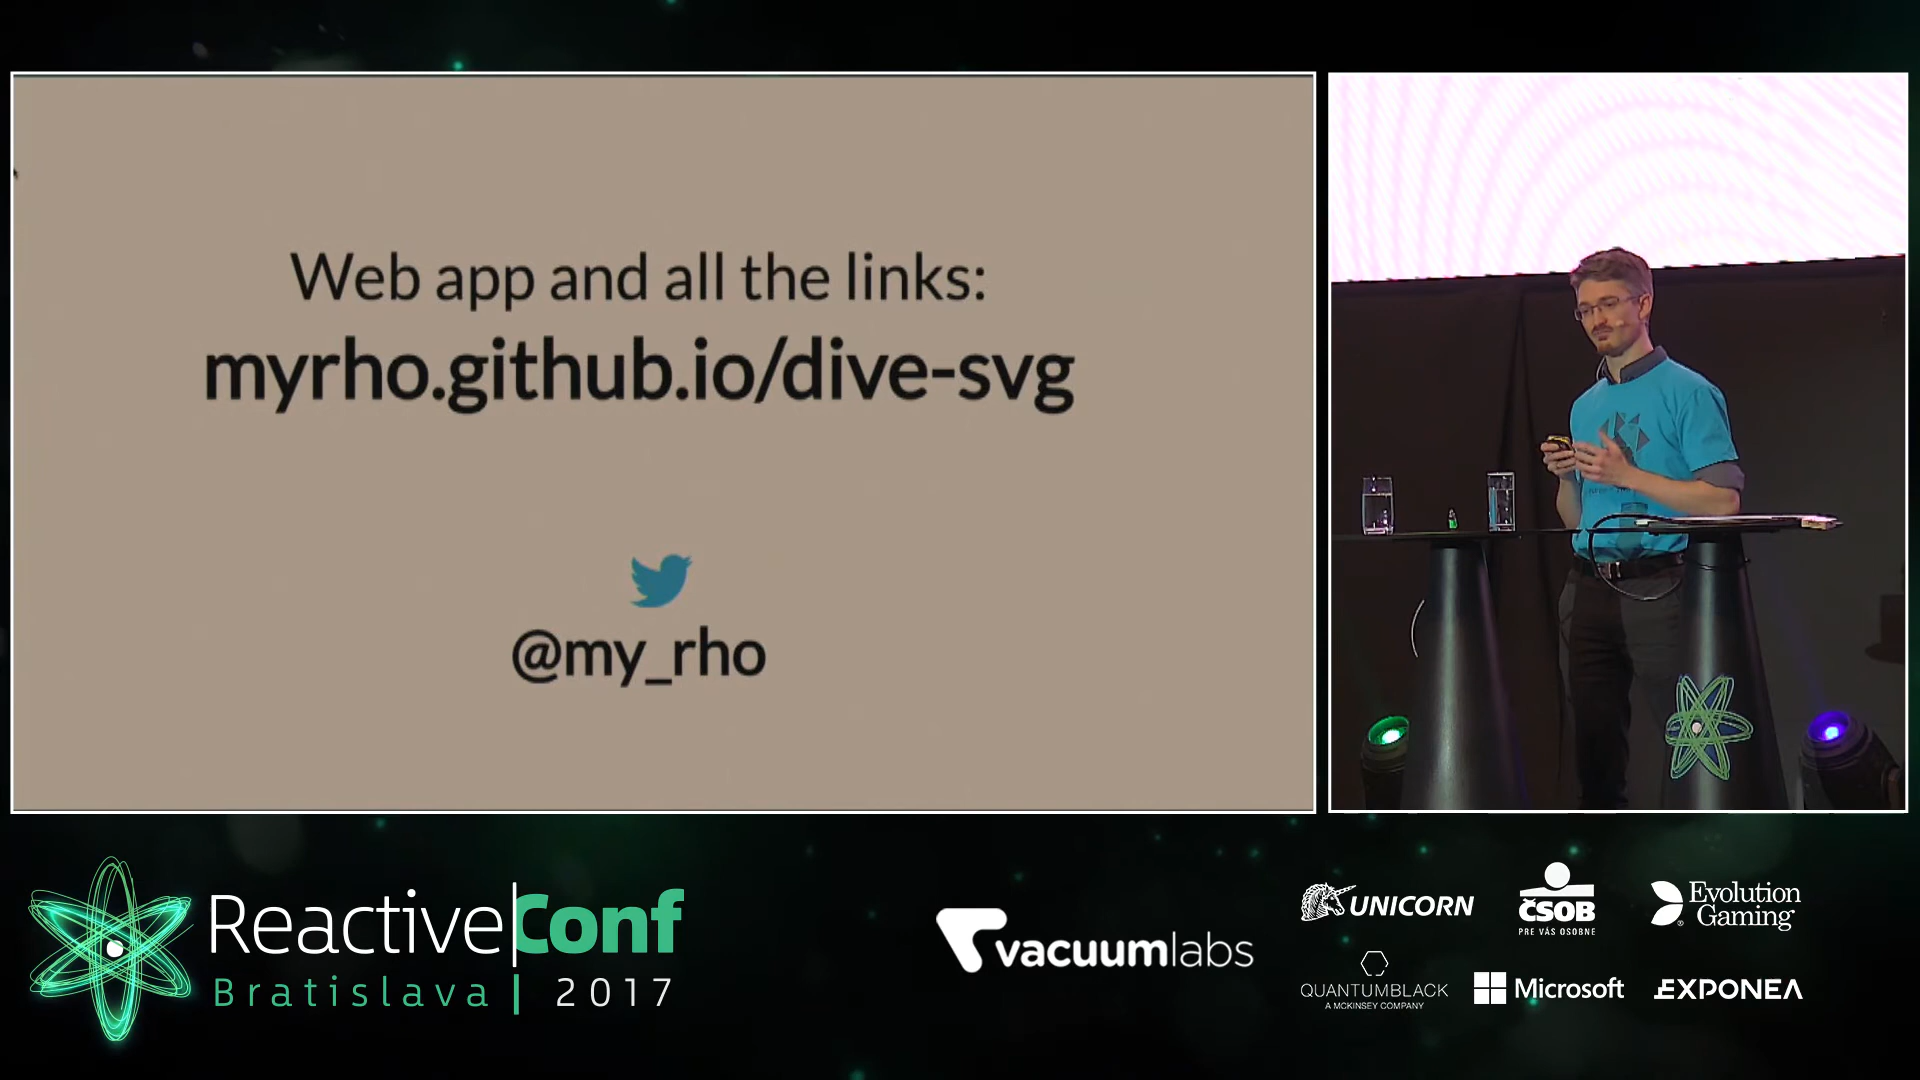 Web app and all the links:
myrho.github.io/dive-svg
@my_rho
ReactiveConf
Bratislava | 2017
vacuumlabs
UNICORN
ČSOB
PRE VÁS OSOBNE
Evolution
Gaming
QUANTUMBLACK
A MCKINSEY COMPANY
Microsoft
EXPONEA